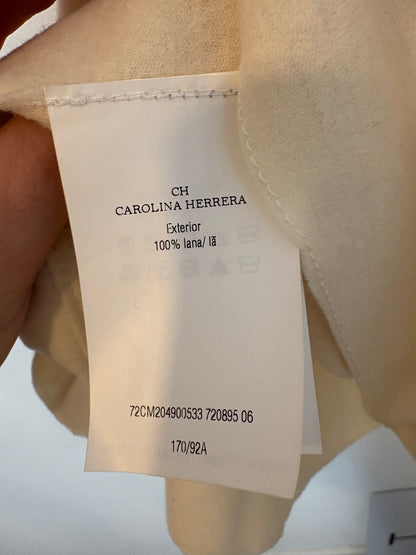 CH
CAROLINA HERRERA
Exterior
100% lana/ lã
72CM204900533 720895 06
170/92A